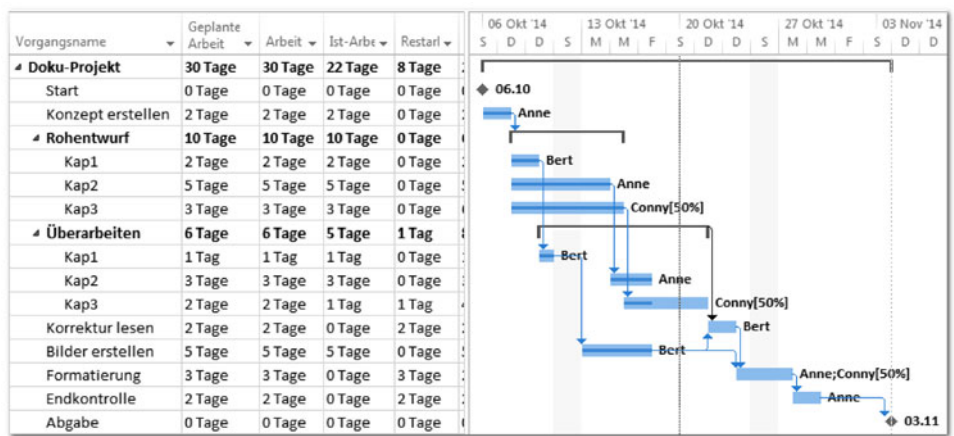 Vorgangsname Geplante Arbeit Arbeit Ist-Arbe Restarl
06 Okt '14 13 Okt '14 20 Okt '14 27 Okt '14 03 Nov '14
S D D S M M F S D D S M M F S D D
Doku-Projekt 30 Tage 30 Tage 22 Tage 8 Tage
Start 0 Tage 0 Tage 0 Tage 0 Tage 06.10
Konzept erstellen 2 Tage 2 Tage 2 Tage 0 Tage Anne
Rohentwurf 10 Tage 10 Tage 10 Tage 0 Tage
Kap1 2 Tage 2 Tage 2 Tage 0 Tage Bert
Kap2 5 Tage 5 Tage 5 Tage 0 Tage Anne
Kap3 3 Tage 3 Tage 3 Tage 0 Tage Conny[50%]
Überarbeiten 6 Tage 6 Tage 5 Tage 1 Tag
Kap1 1 Tag 1 Tag 1 Tag 0 Tage Bert
Kap2 3 Tage 3 Tage 3 Tage 0 Tage Anne
Kap3 2 Tage 2 Tage 1 Tag 1 Tag Conny[50%]
Korrektur lesen 2 Tage 2 Tage 0 Tage 2 Tage Bert
Bilder erstellen 5 Tage 5 Tage 5 Tage 0 Tage Bert
Formatierung 3 Tage 3 Tage 0 Tage 3 Tage Anne;Conny[50%]
Endkontrolle 2 Tage 2 Tage 0 Tage 2 Tage Anne
Abgabe 0 Tage 0 Tage 0 Tage 0 Tage 03.11